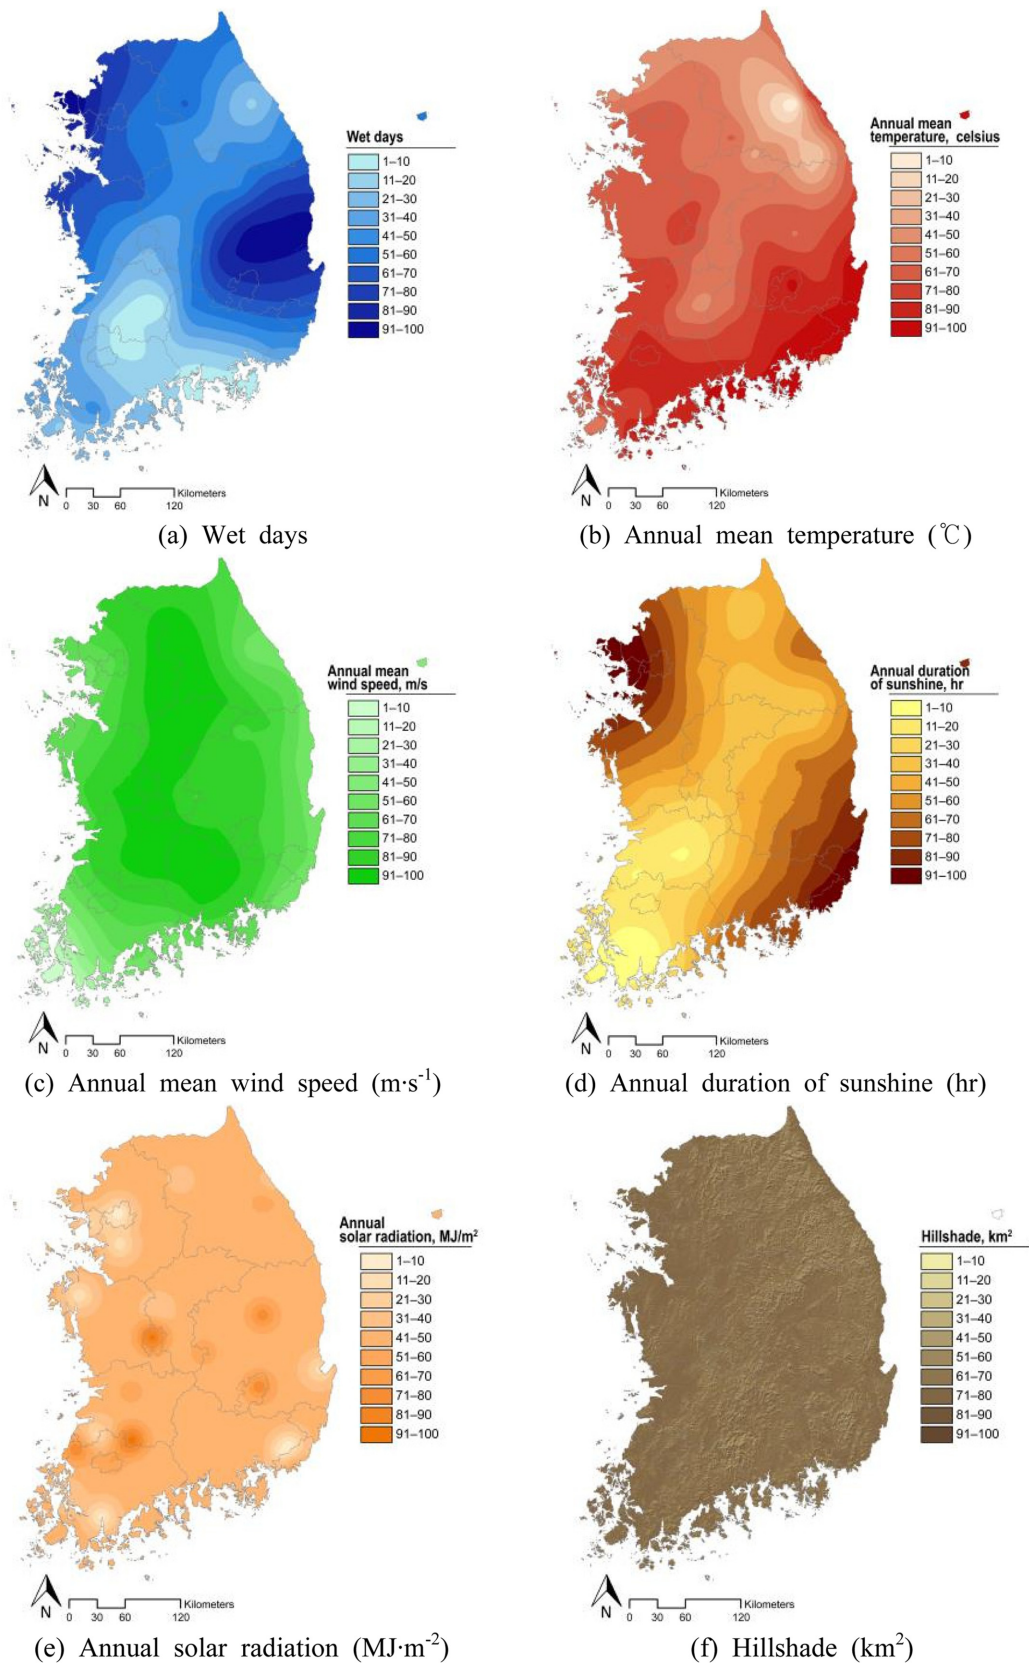 Wet days
1–10
11–20
21–30
31–40
41–50
51–60
61–70
71–80
81–90
91–100
N
0 30 60 120 Kilometers
(a) Wet days
Annual mean
temperature, celsius
1–10
11–20
21–30
31–40
41–50
51–60
61–70
71–80
81–90
91–100
N
0 30 60 120 Kilometers
(b) Annual mean temperature (℃)
Annual mean
wind speed, m/s
1–10
11–20
21–30
31–40
41–50
51–60
61–70
71–80
81–90
91–100
N
0 30 60 120 Kilometers
(c) Annual mean wind speed (m·s⁻¹)
Annual duration
of sunshine, hr
1–10
11–20
21–30
31–40
41–50
51–60
61–70
71–80
81–90
91–100
N
0 30 60 120 Kilometers
(d) Annual duration of sunshine (hr)
Annual
solar radiation, MJ/m²
1–10
11–20
21–30
31–40
41–50
51–60
61–70
71–80
81–90
91–100
N
0 30 60 120 Kilometers
(e) Annual solar radiation (MJ·m⁻²)
Hillshade, km²
1–10
11–20
21–30
31–40
41–50
51–60
61–70
71–80
81–90
91–100
N
0 30 60 120 Kilometers
(f) Hillshade (km²)